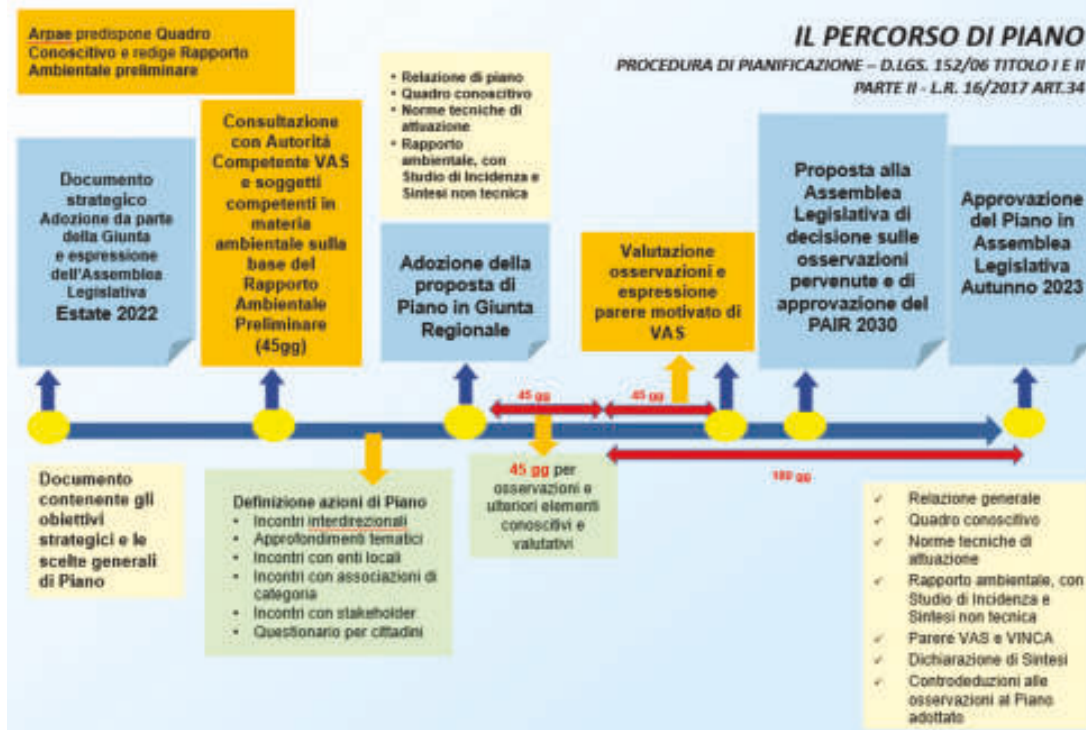 Arpae predispone Quadro
Conoscitivo e redige Rapporto
Ambientale preliminare
IL PERCORSO DI PIANO
PROCEDURA DI PIANIFICAZIONE – D.LGS. 152/06 TITOLO I E II
PARTE II - L.R. 16/2017 ART.34
Documento
strategico
Adozione da parte
della Giunta
e espressione
dell'Assemblea
Legislativa
Estate 2022
Consultazione
con Autorità
Competente VAS
e soggetti
competenti in
materia
ambientale sulla
base del
Rapporto
Ambientale
Preliminare
(45gg)
• Relazione di piano
• Quadro conoscitivo
• Norme tecniche di
attuazione
• Rapporto
ambientale, con
Studio di Incidenza e
Sintesi non tecnica
Adozione della
proposta di
Piano in Giunta
Regionale
Valutazione
osservazioni e
espressione
parere motivato di
VAS
Proposta alla
Assemblea
Legislativa di
decisione sulle
osservazioni
pervenute e di
approvazione del
PAIR 2030
Approvazione
del Piano in
Assemblea
Legislativa
Autunno 2023
45 gg
45 gg
180 gg
Documento
contenente gli
obiettivi
strategici e le
scelte generali
di Piano
Definizione azioni di Piano
• Incontri interdirezionali
• Approfondimenti tematici
• Incontri con enti locali
• Incontri con associazioni di
categoria
• Incontri con stakeholder
• Questionario per cittadini
45 gg per
osservazioni e
ulteriori elementi
conoscitivi e
valutativi
✓ Relazione generale
✓ Quadro conoscitivo
✓ Norme tecniche di
attuazione
✓ Rapporto ambientale, con
Studio di Incidenza e
Sintesi non tecnica
✓ Parere VAS e VINCA
✓ Dichiarazione di Sintesi
✓ Controdeduzioni alle
osservazioni al Piano
adottato